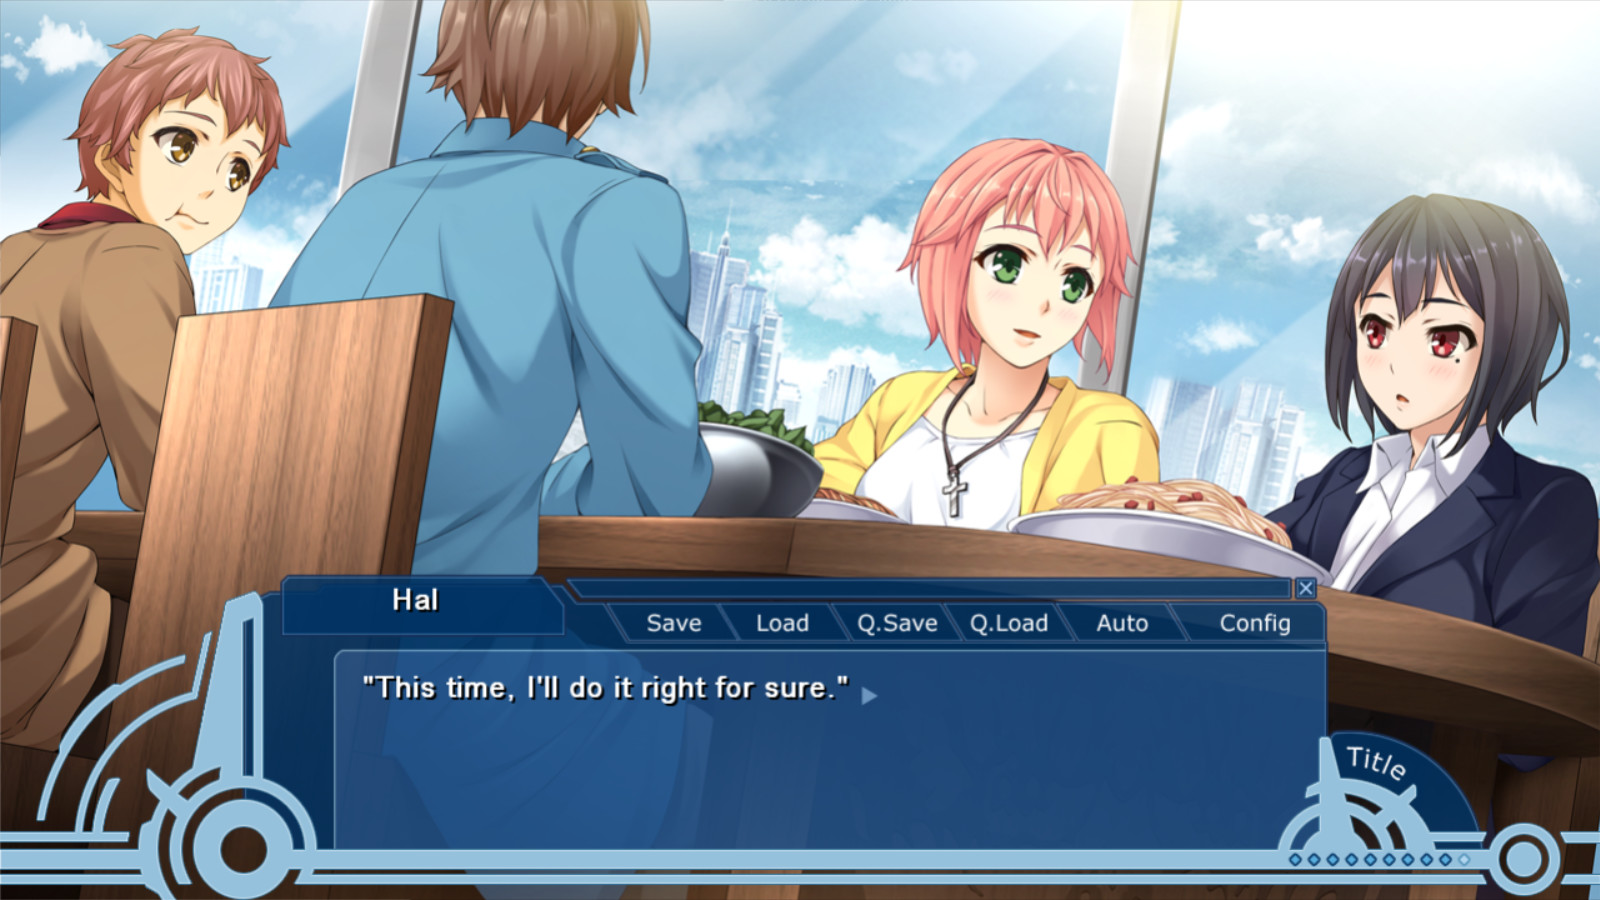 Hal
Save Load Q.Save Q.Load Auto Config
"This time, I'll do it right for sure."
Title